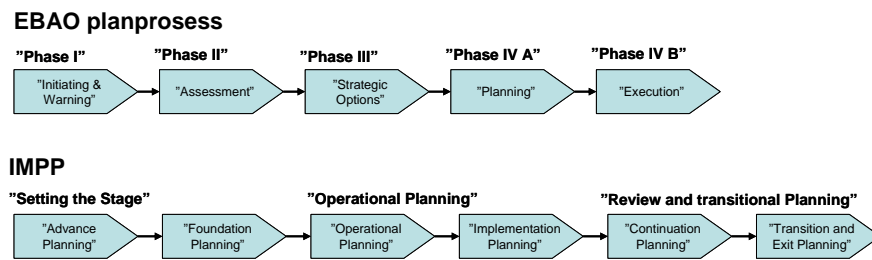 EBAO planprosess
”Phase I” ”Phase II” ”Phase III” ”Phase IV A” ”Phase IV B”
”Initiating &
Warning”
”Assessment”
”Strategic
Options”
”Planning”
”Execution”
IMPP
”Setting the Stage” ”Operational Planning” ”Review and transitional Planning”
”Advance
Planning”
”Foundation
Planning”
”Operational
Planning”
”Implementation
Planning”
”Continuation
Planning”
”Transition and
Exit Planning”